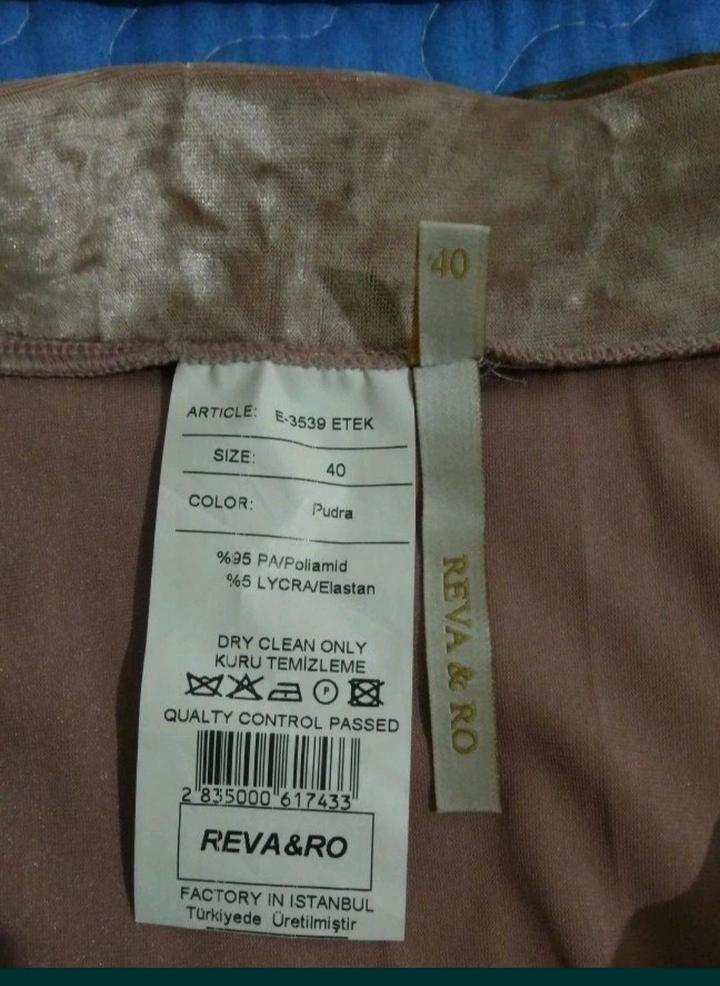 40
ARTICLE: E-3539 ETEK
SIZE: 40
COLOR: Pudra
%95 PA/Poliamid
%5 LYCRA/Elastan
DRY CLEAN ONLY
KURU TEMİZLEME
P
QUALTY CONTROL PASSED
2 835000 617433
REVA&RO
FACTORY IN ISTANBUL
Türkiyede Üretilmiştir
REVA & RO